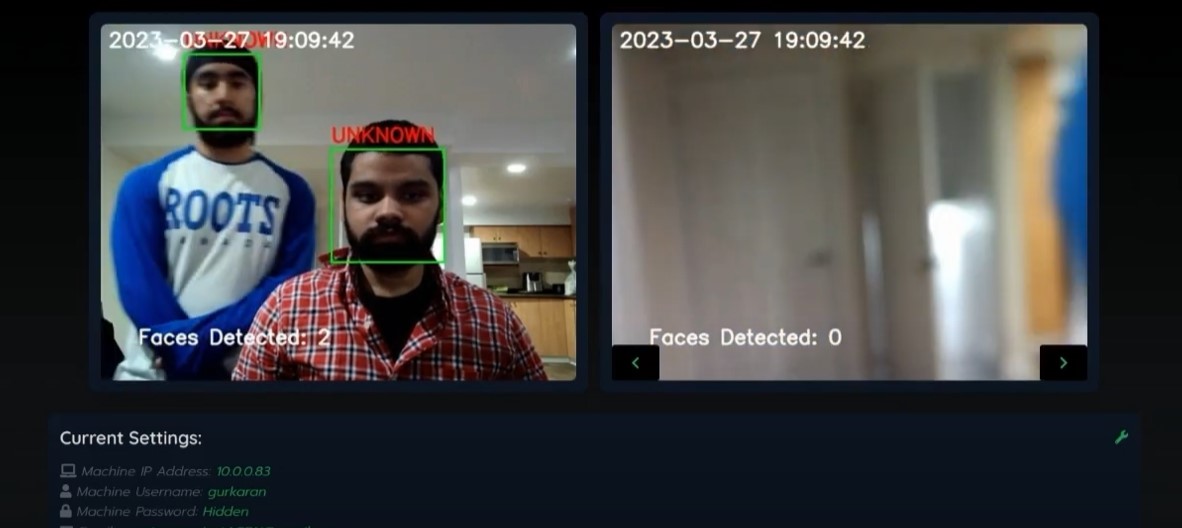 2023-03-27 19:09:42
UNKNOWN
UNKNOWN
ROOTS
Faces Detected: 2
2023-03-27 19:09:42
Faces Detected: 0
Current Settings:
Machine IP Address: 10.0.0.83
Machine Username: gurkaran
Machine Password: Hidden